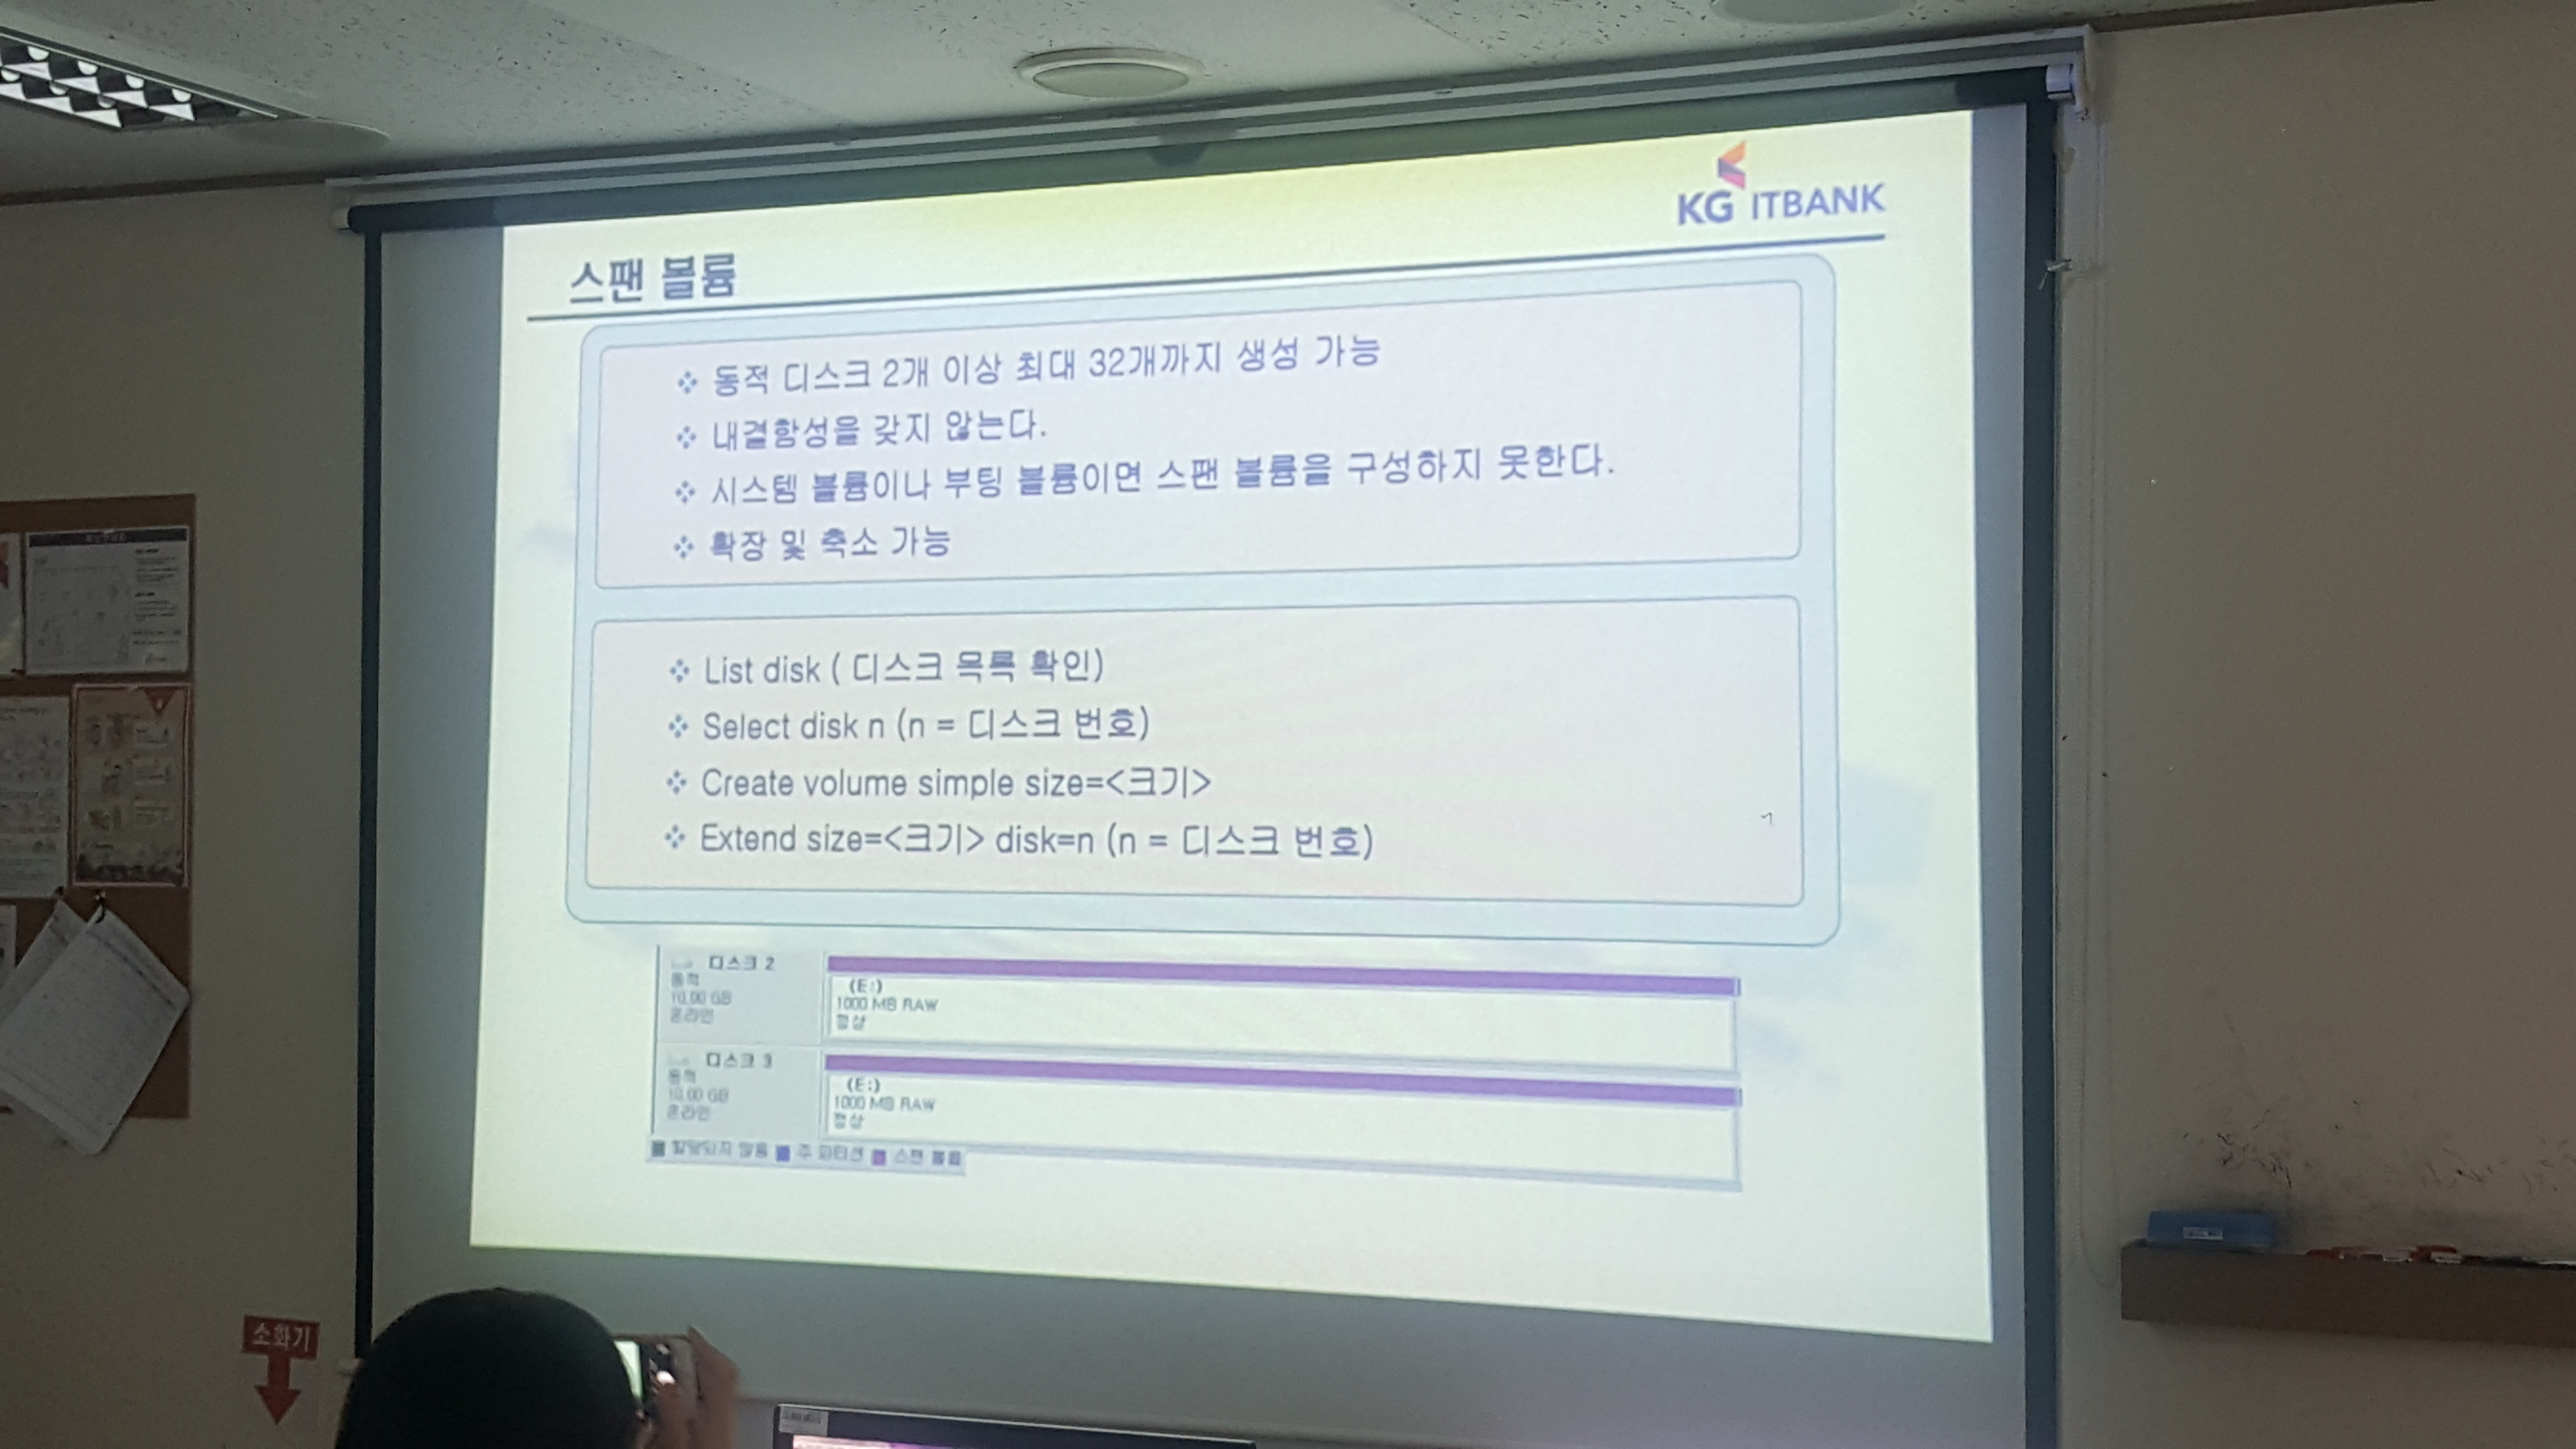 KG ITBANK
스팬 볼륨
동적 디스크 2개 이상 최대 32개까지 생성 가능
내결함성을 갖지 않는다.
시스템 볼륨이나 부팅 볼륨이면 스팬 볼륨을 구성하지 못한다.
확장 및 축소 가능
List disk ( 디스크 목록 확인)
Select disk n (n = 디스크 번호)
Create volume simple size=<크기>
Extend size=<크기> disk=n (n = 디스크 번호)
디스크 2
동적
10.00 GB
온라인
(E:)
1000 MB RAW
정상
디스크 3
동적
10.00 GB
온라인
(E:)
1000 MB RAW
정상
할당되지 않음 주 파티션 스팬 볼륨
소화기